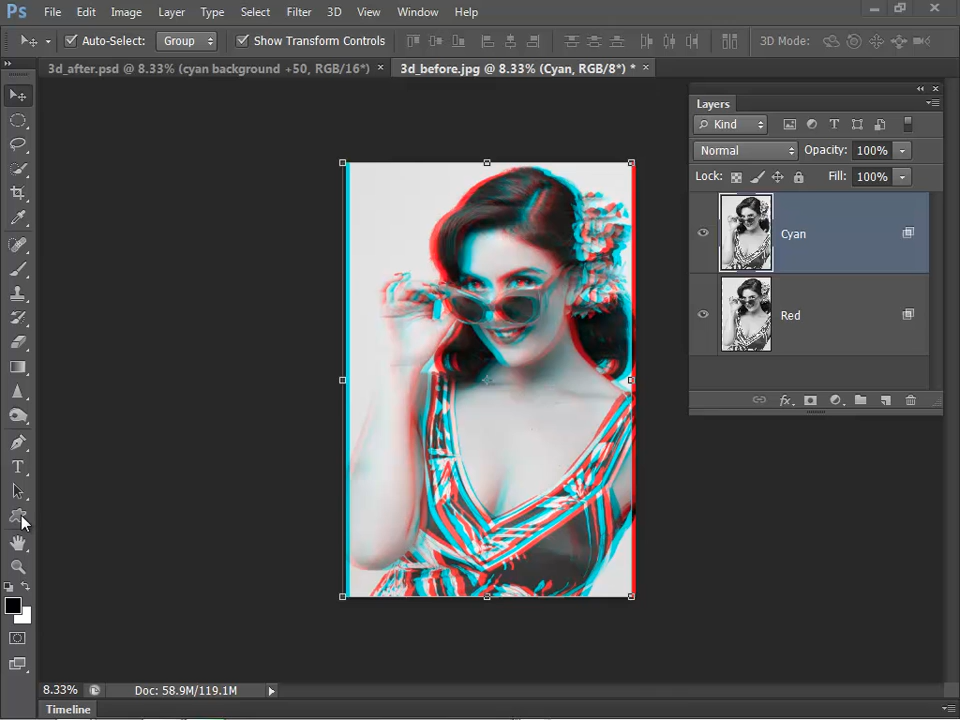 Ps File Edit Image Layer Type Select Filter 3D View Window Help
Auto-Select: Group Show Transform Controls 3D Mode:
3d_after.psd @ 8.33% (cyan background +50, RGB/16*) × 3d_before.jpg @ 8.33% (Cyan, RGB/8*) * ×
Layers
Kind
Normal Opacity: 100%
Lock: Fill: 100%
Cyan
Red
fx
T
8.33% Doc: 58.9M/119.1M
Timeline